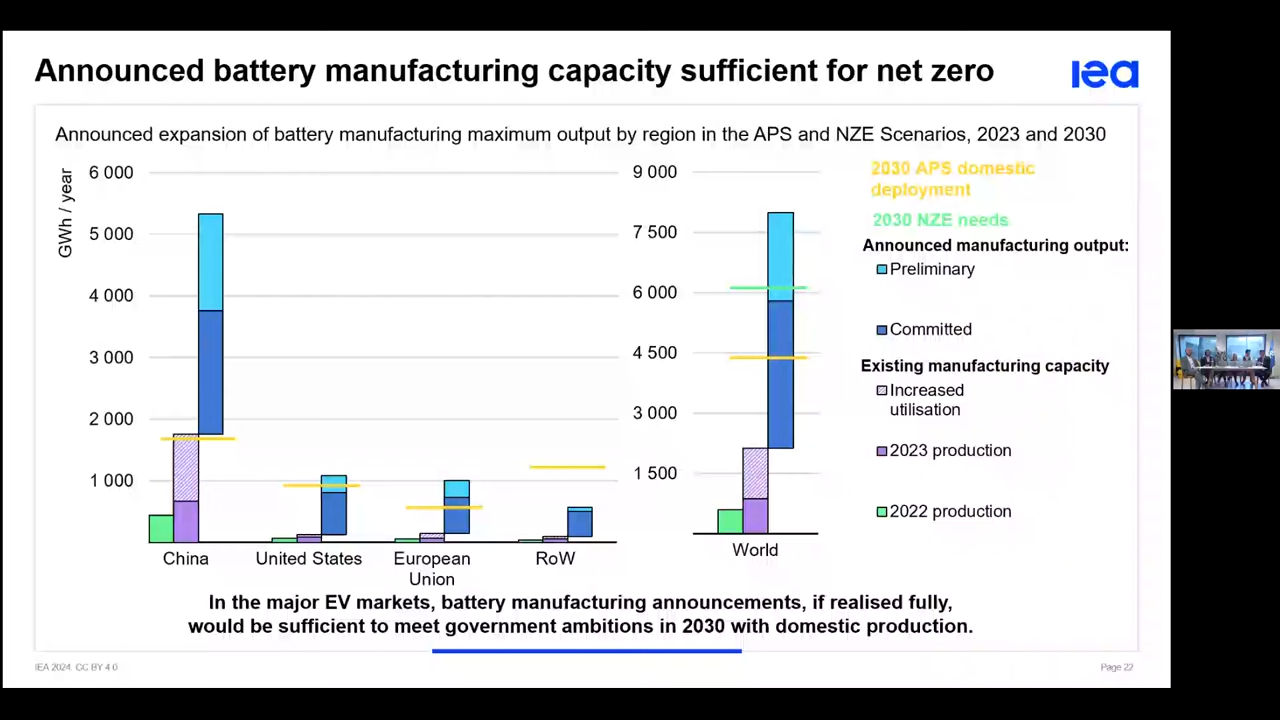 Announced battery manufacturing capacity sufficient for net zero
iea
Announced expansion of battery manufacturing maximum output by region in the APS and NZE Scenarios, 2023 and 2030
GWh / year
6 000
5 000
4 000
3 000
2 000
1 000
China
United States
European
Union
RoW
9 000
7 500
6 000
4 500
3 000
1 500
World
2030 APS domestic
deployment
2030 NZE needs
Announced manufacturing output:
Preliminary
Committed
Existing manufacturing capacity
Increased
utilisation
2023 production
2022 production
In the major EV markets, battery manufacturing announcements, if realised fully,
would be sufficient to meet government ambitions in 2030 with domestic production.
IEA 2024. CC BY 4.0
Page 22